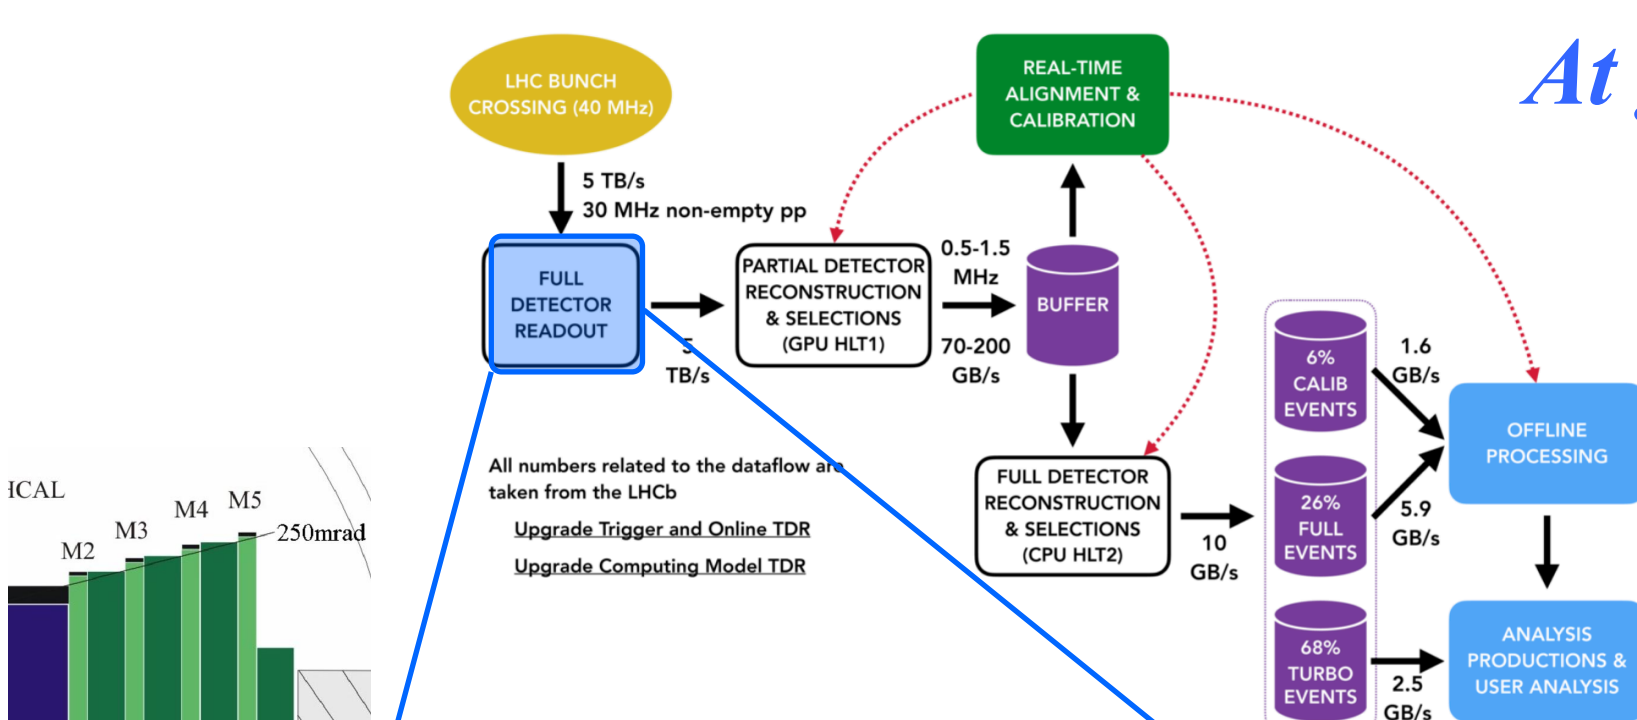 At
LHC BUNCH
CROSSING (40 MHz)
REAL-TIME
ALIGNMENT &
CALIBRATION
5 TB/s
30 MHz non-empty pp
FULL
DETECTOR
READOUT
5
TB/s
PARTIAL DETECTOR
RECONSTRUCTION
& SELECTIONS
(GPU HLT1)
0.5-1.5
MHz
70-200
GB/s
BUFFER
6%
CALIB
EVENTS
1.6
GB/s
OFFLINE
PROCESSING
All numbers related to the dataflow are
taken from the LHCb
Upgrade Trigger and Online TDR
Upgrade Computing Model TDR
FULL DETECTOR
RECONSTRUCTION
& SELECTIONS
(CPU HLT2)
10
GB/s
26%
FULL
EVENTS
5.9
GB/s
68%
TURBO
EVENTS
2.5
GB/s
ANALYSIS
PRODUCTIONS &
USER ANALYSIS
HCAL
M2
M3
M4
M5
250mrad